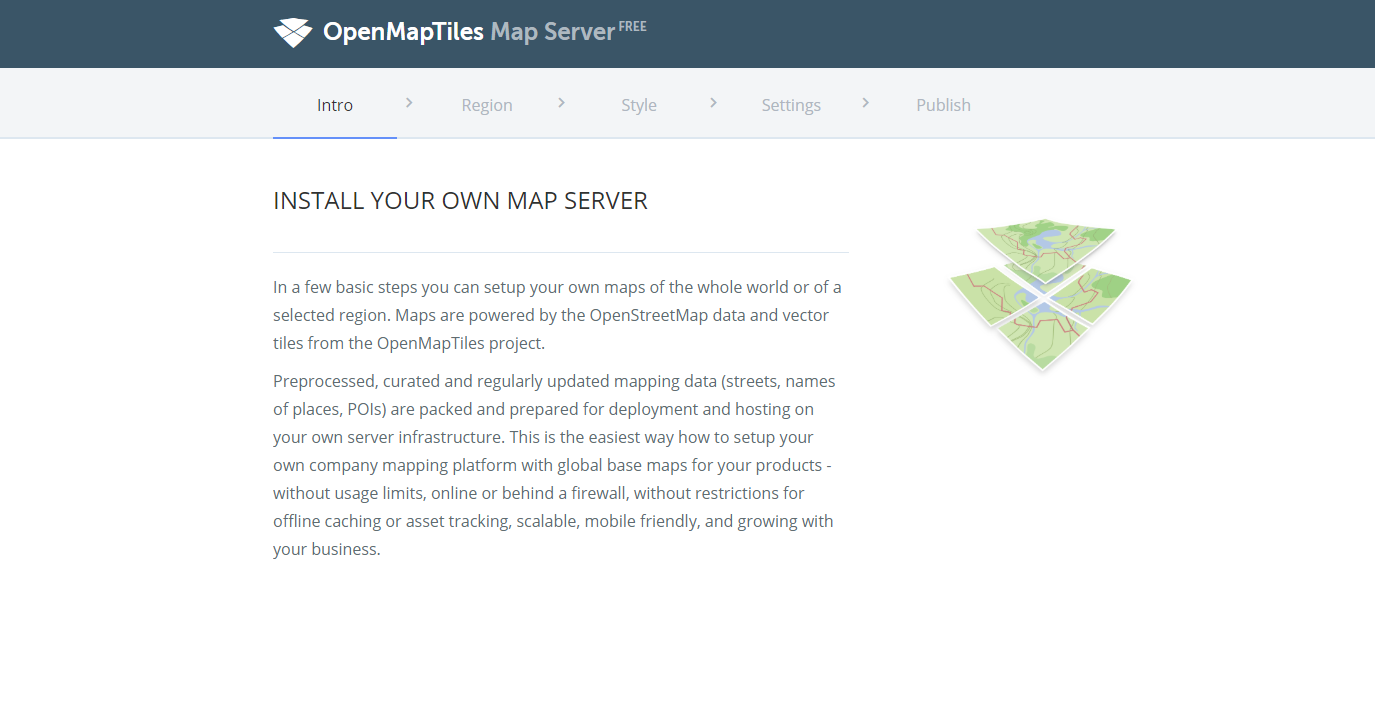 OpenMapTiles Map Server FREE
Intro Region Style Settings Publish
INSTALL YOUR OWN MAP SERVER
In a few basic steps you can setup your own maps of the whole world or of a
selected region. Maps are powered by the OpenStreetMap data and vector
tiles from the OpenMapTiles project.
Preprocessed, curated and regularly updated mapping data (streets, names
of places, POIs) are packed and prepared for deployment and hosting on
your own server infrastructure. This is the easiest way how to setup your
own company mapping platform with global base maps for your products -
without usage limits, online or behind a firewall, without restrictions for
offline caching or asset tracking, scalable, mobile friendly, and growing with
your business.